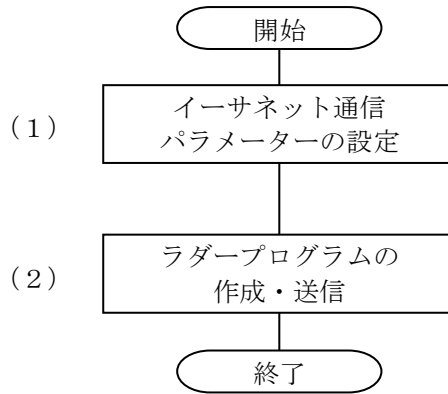 開始
(1)
イーサネット通信
パラメーターの設定
(2)
ラダープログラムの
作成・送信
終了